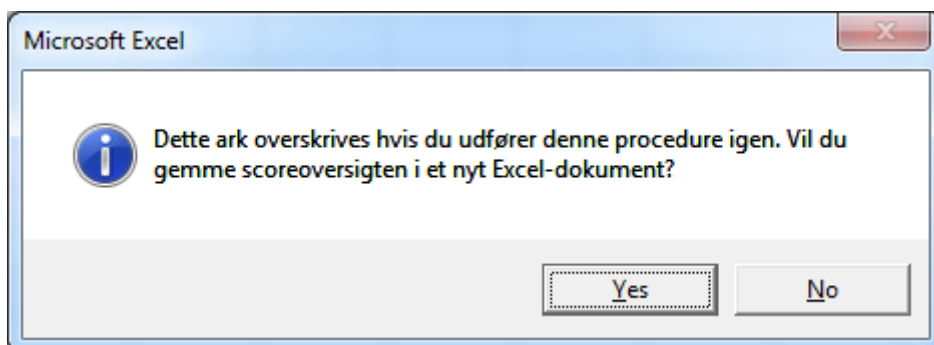 Microsoft Excel
Dette ark overskrives hvis du udfører denne procedure igen. Vil du
gemme scoreoversigten i et nyt Excel-dokument?
Yes
No